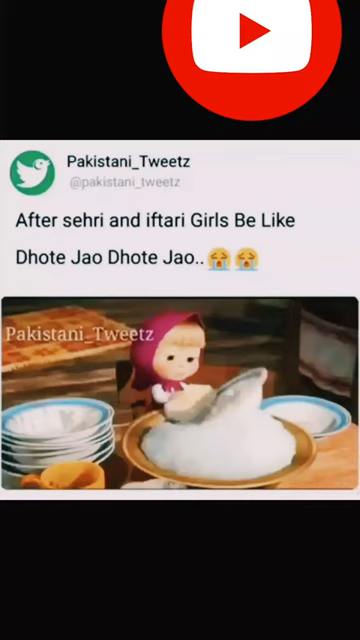 Pakistani_Tweetz
@pakistani_tweetz
After sehri and iftari Girls Be Like
Dhote Jao Dhote Jao..😭😭
Pakistani_Tweetz